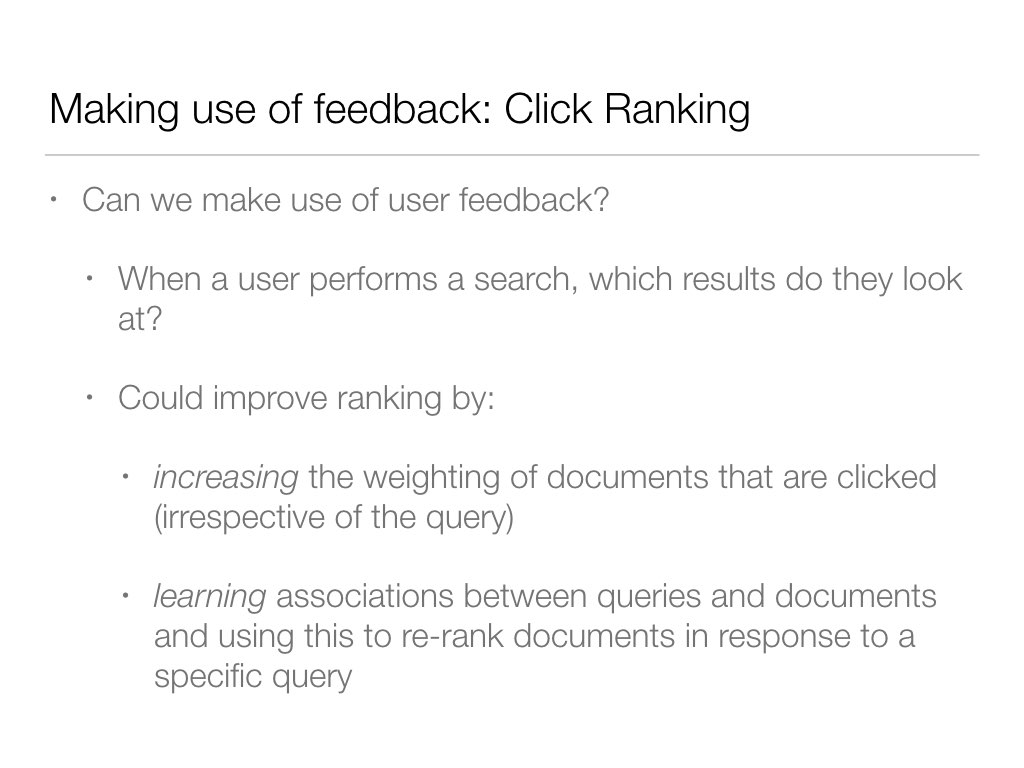 Making use of feedback: Click Ranking
• Can we make use of user feedback?
• When a user performs a search, which results do they look
at?
• Could improve ranking by:
• increasing the weighting of documents that are clicked
(irrespective of the query)
• learning associations between queries and documents
and using this to re-rank documents in response to a
specific query